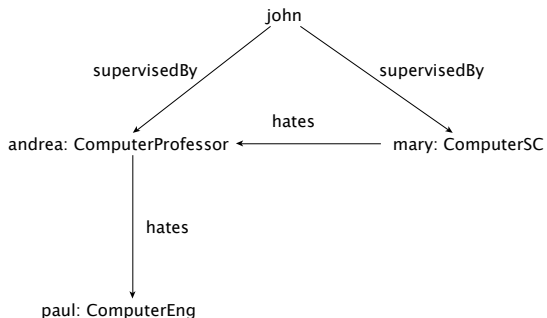 john
supervisedBy
supervisedBy
hates
andrea: ComputerProfessor
mary: ComputerSC
hates
paul: ComputerEng